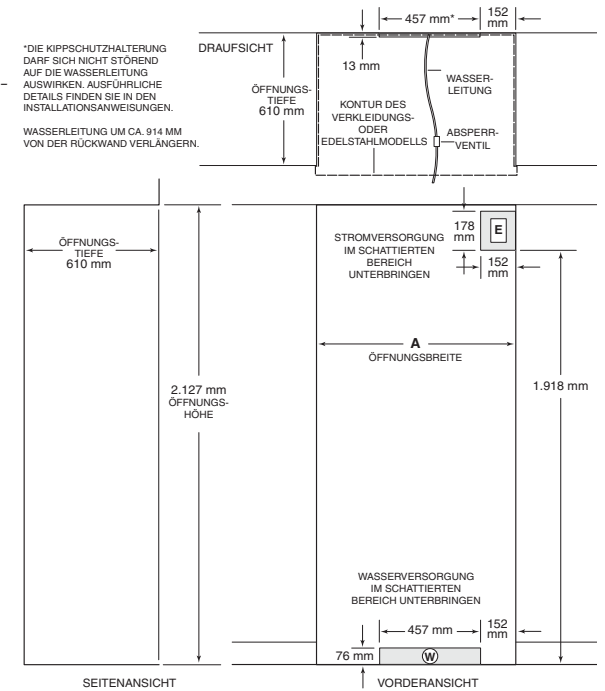 *DIE KIPPSCHUTZHALTERUNG
DARF SICH NICHT STÖREND
AUF DIE WASSERLEITUNG
AUSWIRKEN. AUSFÜHRLICHE
DETAILS FINDEN SIE IN DEN
INSTALLATIONSANWEISUNGEN.
WASSERLEITUNG UM CA. 914 MM
VON DER RÜCKWAND VERLÄNGERN.
DRAUFSICHT
457 mm*
152
mm
13 mm
ÖFFNUNGS-
TIEFE
610 mm
WASSER-
LEITUNG
KONTUR DES
VERKLEIDUNGS-
ODER
EDELSTAHLMODELLS
ABSPERR-
VENTIL
ÖFFNUNGS-
TIEFE
610 mm
2.127 mm
ÖFFNUNGS-
HÖHE
SEITENANSICHT
STROMVERSORGUNG
IM SCHATTIERTEN
BEREICH
UNTERBRINGEN
178
mm
E
152
mm
A
ÖFFNUNGSBREITE
1.918 mm
WASSERVERSORGUNG
IM SCHATTIERTEN
BEREICH UNTERBRINGEN
457 mm
152
mm
76 mm
W
VORDERANSICHT